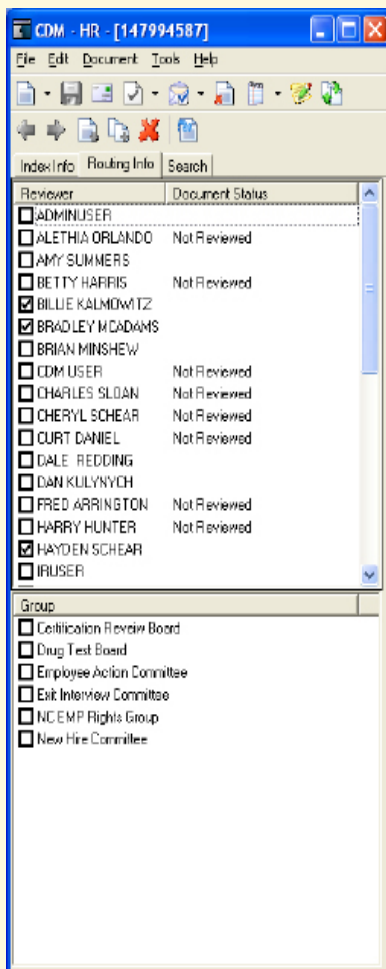 CDM - HR - [147994587]
File Edit Document Tools Help
Index Info Routing Info Search
Reviewer Document Status
ADMINUSER
ALETHIA ORLANDO Not Reviewed
AMY SUMMERS
BETTY HARRIS Not Reviewed
BILLIE KALMOWITZ
BRADLEY MCADAMS
BRIAN MINSHEW
CDM USER Not Reviewed
CHARLES SLOAN Not Reviewed
CHERYL SCHEAR Not Reviewed
CURT DANIEL Not Reviewed
DALE REDDING
DAN KULYNYCH
FRED ARRINGTON Not Reviewed
HARRY HUNTER Not Reviewed
HAYDEN SCHEAR
IRUSER
Group
Certification Reveiw Board
Drug Test Board
Employee Action Committee
Exit Interview Committee
NC EMP Rights Group
New Hire Committee